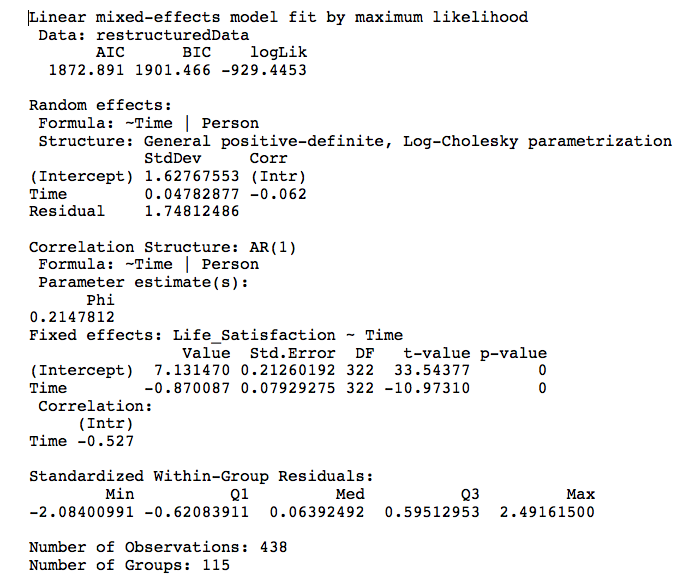 Linear mixed-effects model fit by maximum likelihood
 Data: restructuredData
       AIC      BIC    logLik
  1872.891 1901.466 -929.4453

Random effects:
 Formula: ~Time | Person
 Structure: General positive-definite, Log-Cholesky parametrization
            StdDev     Corr
(Intercept) 1.62767553 (Intr)
Time        0.04782877 -0.062
Residual    1.74812486

Correlation Structure: AR(1)
 Formula: ~Time | Person
 Parameter estimate(s):
      Phi
0.2147812
Fixed effects: Life_Satisfaction ~ Time
                Value  Std.Error  DF   t-value p-value
(Intercept)  7.131470 0.21260192 322  33.54377       0
Time        -0.870087 0.07929275 322 -10.97310       0
 Correlation:
     (Intr)
Time -0.527

Standardized Within-Group Residuals:
        Min          Q1         Med          Q3         Max
-2.08400991 -0.62083911  0.06392492  0.59512953  2.49161500

Number of Observations: 438
Number of Groups: 115